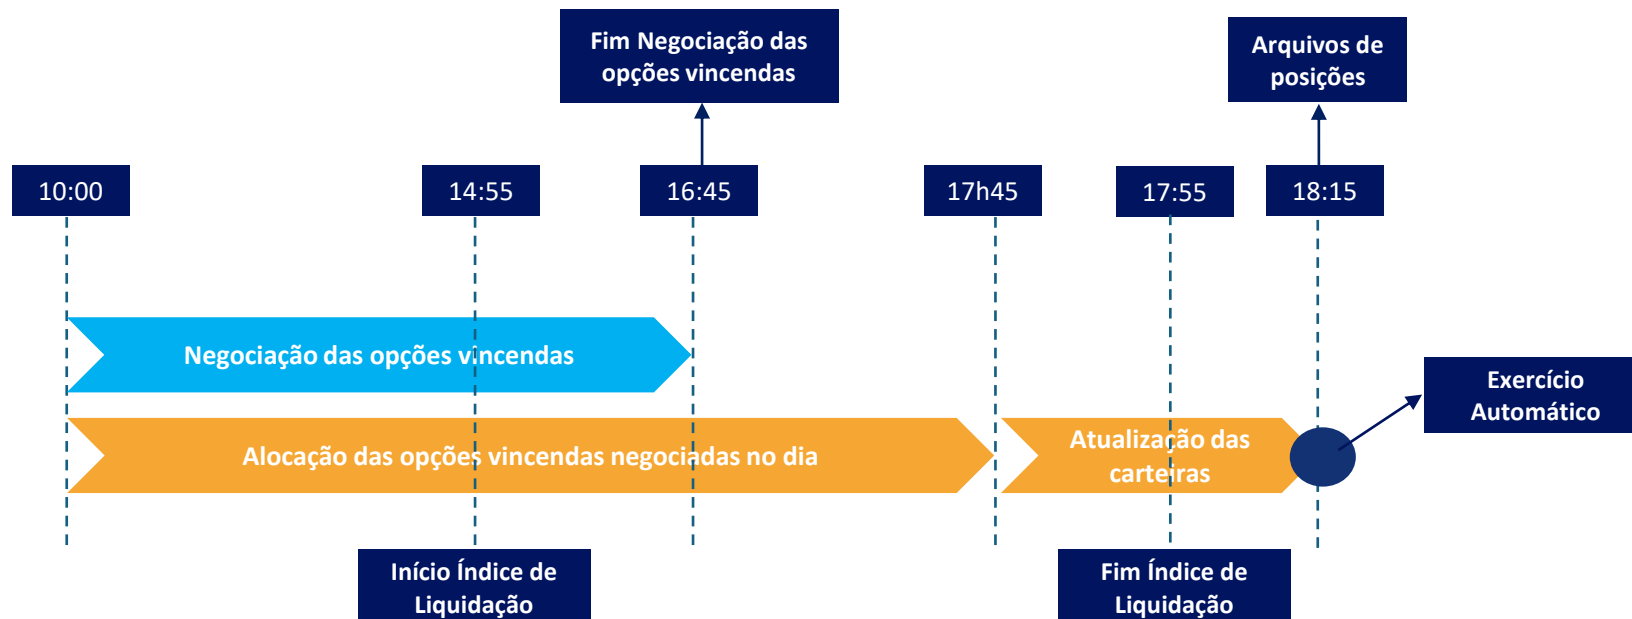 Fim Negociação das
opções vincendas
Arquivos de
posições
10:00
14:55
16:45
17h45
17:55
18:15
Negociação das opções vincendas
Exercício
Automático
Alocação das opções vincendas negociadas no dia
Atualização das
carteiras
Início Índice de
Liquidação
Fim Índice de
Liquidação